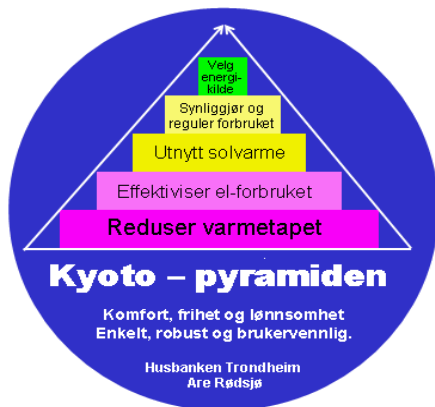 Velg
energi-
kilde
Synliggjør og
reguler forbruket
Utnytt solvarme
Effektiviser el-forbruket
Reduser varmetapet
Kyoto – pyramiden
Komfort, frihet og lønnsomhet
Enkelt, robust og brukervennlig.
Husbanken Trondheim
Are Rødsjø